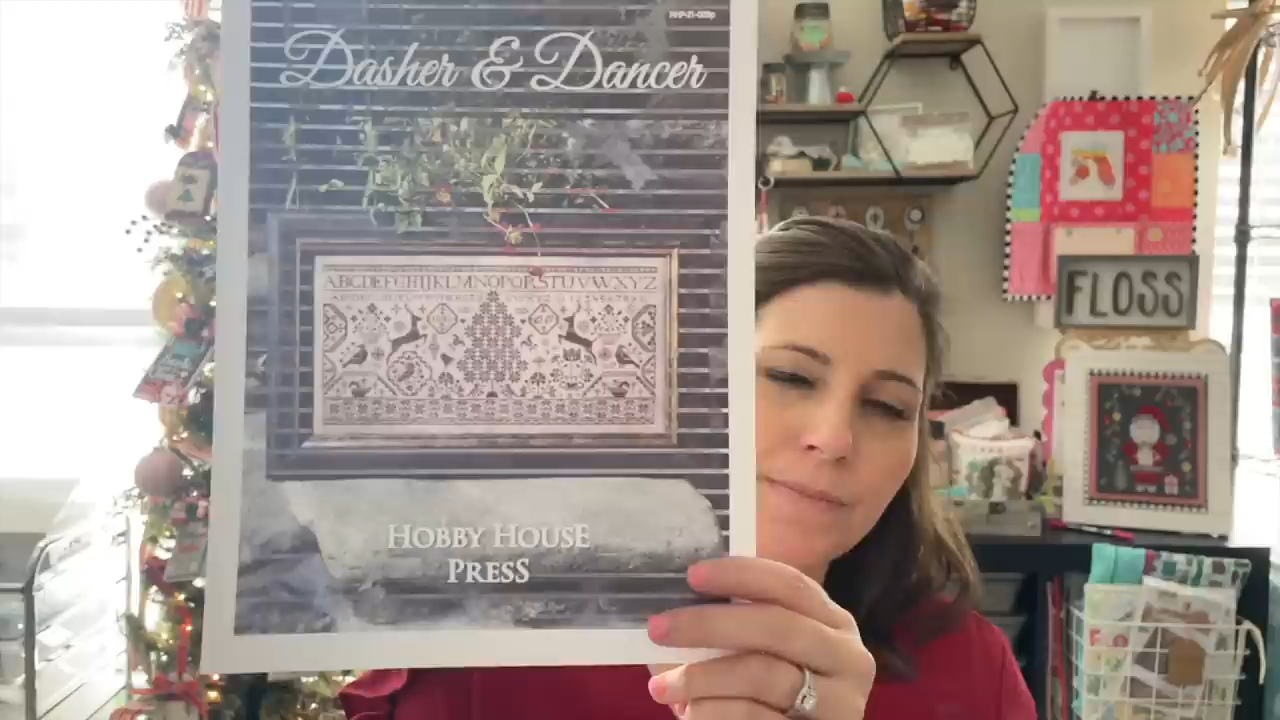 Dasher & Dancer
ABCDEFGHIJKLMNOPQRSTUVWXYZ
HOBBY HOUSE
PRESS
FLOSS